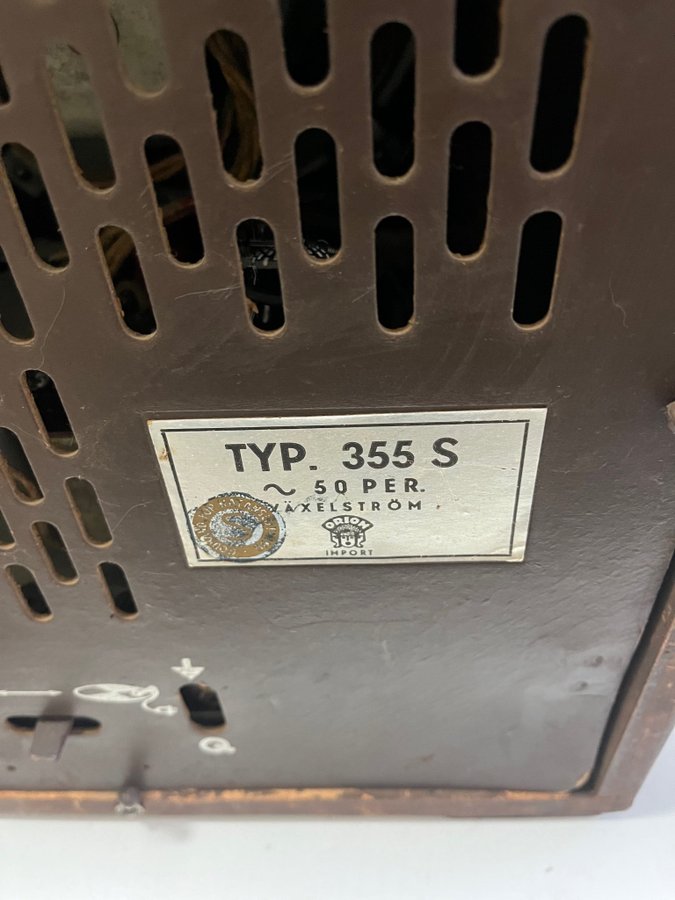 TYP. 355 S
~ 50 PER.
VÄXELSTRÖM
ORION
IMPORT